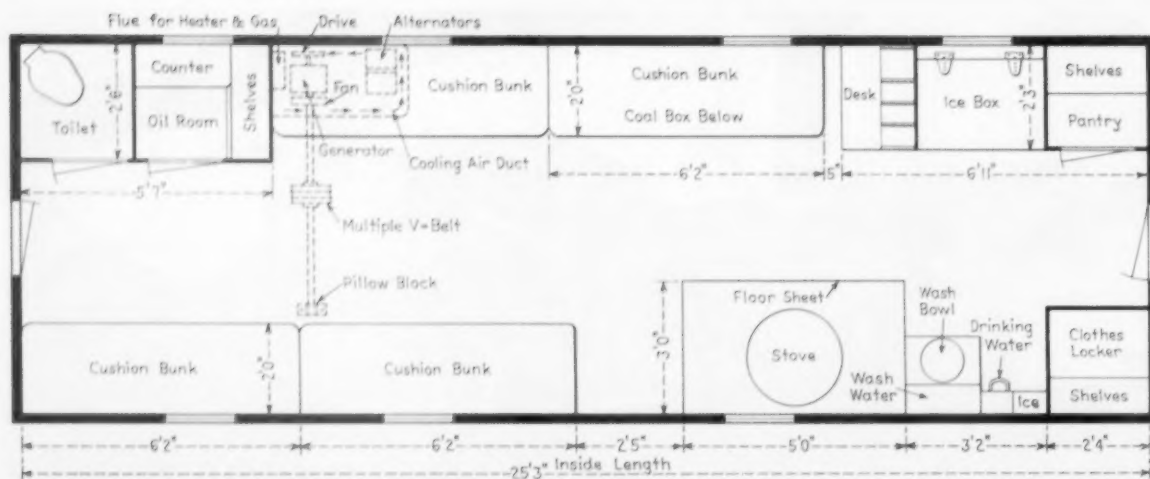 Flue for Heater & Gas
Drive
Alternators
Counter
Shelves
Fan
Cushion Bunk
2'0"
Cushion Bunk
Coal Box Below
Desk
Ice Box
2'3"
Shelves
Pantry
2'6"
Toilet
Oil Room
Generator
Cooling Air Duct
5'7"
6'2"
5"
6'11"
Multiple V-Belt
Pillow Block
Floor Sheet
Wash
Bowl
Drinking
Water
Clothes
Locker
Cushion Bunk
2'0"
Cushion Bunk
3'0"
Stove
Wash
Water
Ice
Shelves
6'2"
6'2"
2'5"
5'0"
3'2"
2'4"
25'3" Inside Length